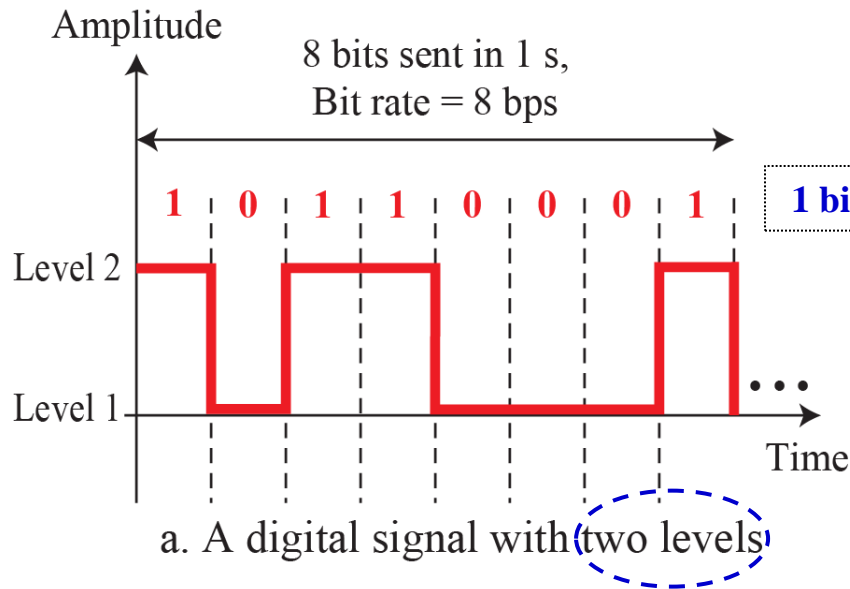 Amplitude
8 bits sent in 1 s,
Bit rate = 8 bps
1 0 1 1 0 0 0 1
1 bi
Level 2
Level 1
Time
a. A digital signal with two levels